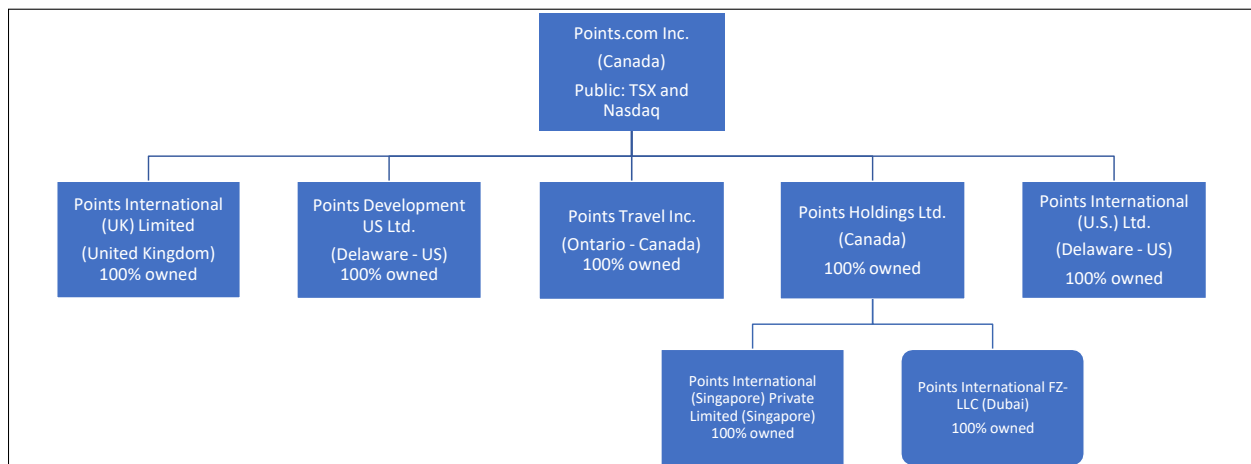 Points.com Inc.
(Canada)
Public: TSX and
Nasdaq
Points International
(UK) Limited
(United Kingdom)
100% owned
Points Development
US Ltd.
(Delaware - US)
100% owned
Points Travel Inc.
(Ontario - Canada)
100% owned
Points Holdings Ltd.
(Canada)
100% owned
Points International
(U.S.) Ltd.
(Delaware - US)
100% owned
Points International
(Singapore) Private
Limited (Singapore)
100% owned
Points International FZ-
LLC (Dubai)
100% owned